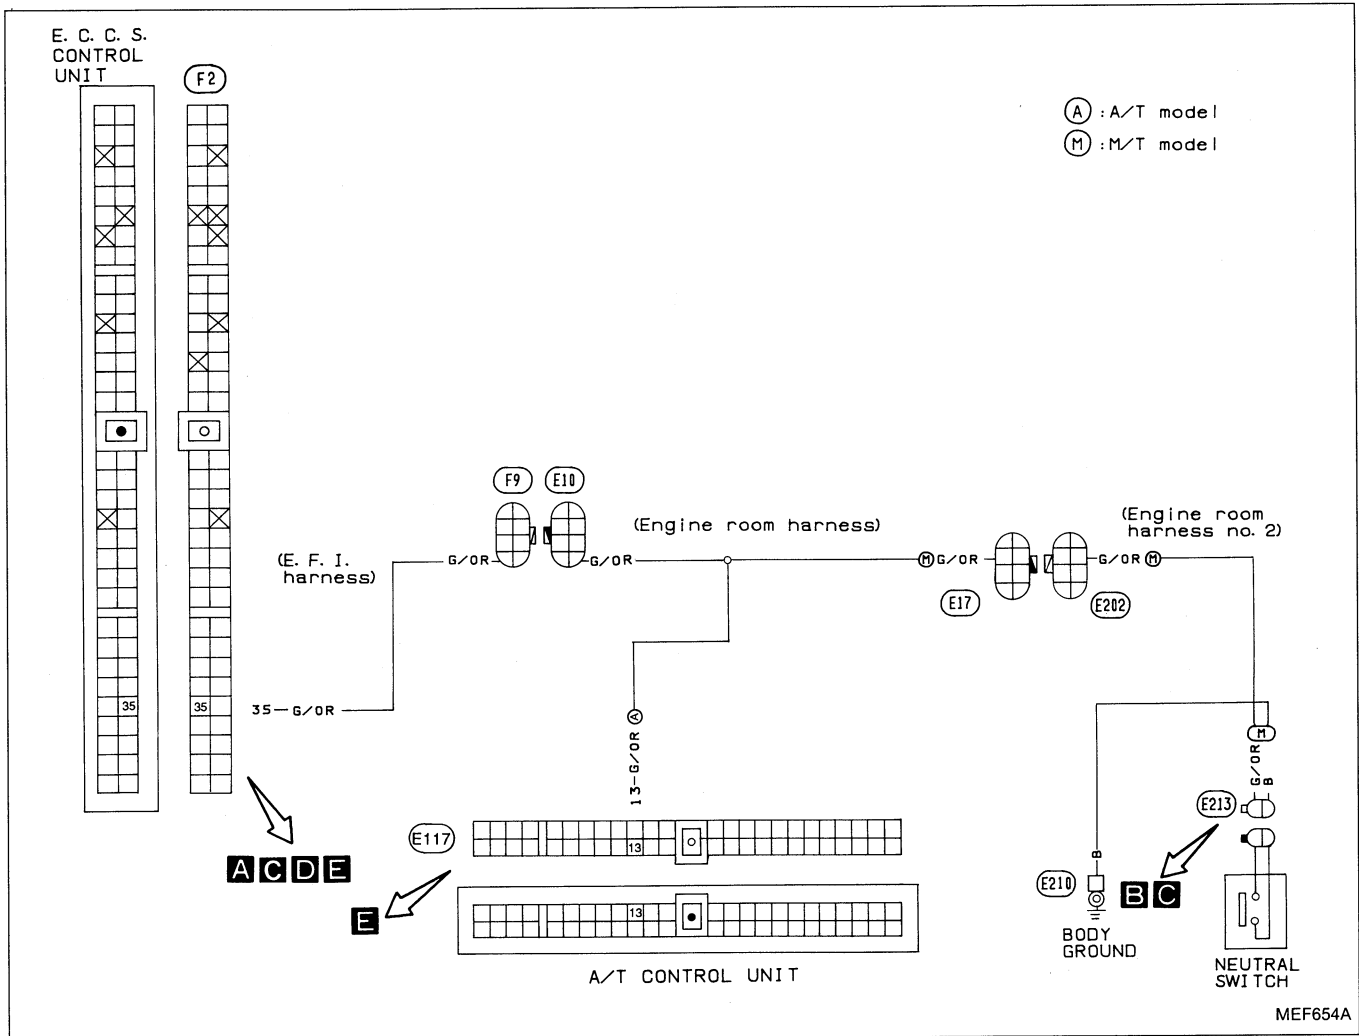 E. C. C. S.
CONTROL
UNIT
F2
A :A/T model
M :M/T model
F9
E10
(Engine room harness)
(Engine room
harness no. 2)
(E. F. I.
harness)
G/OR
G/OR
M G/OR
G/OR M
E17
E202
35
35
35-G/OR
A
13-G/OR
M
G/OR
B
E213
E117
13
13
A C D E
E
B
E210
B C
BODY
GROUND
NEUTRAL
SWITCH
A/T CONTROL UNIT
MEF654A